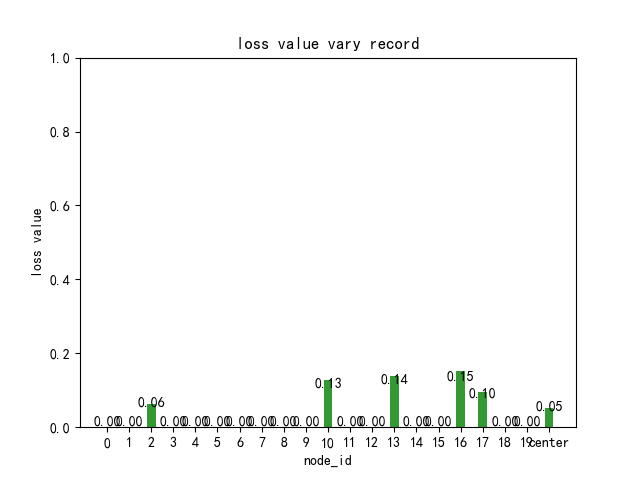 loss value vary record
1.0
0.8
0.6
0.4
0.2
0.0
loss value
0.00 0.00 0.06 0.00 0.00 0.00 0.00 0.00 0.00 0.00 0.13 0.00 0.00 0.14 0.00 0.00 0.15 0.10 0.00 0.00 0.05
0 1 2 3 4 5 6 7 8 9 10 11 12 13 14 15 16 17 18 19 center
node_id